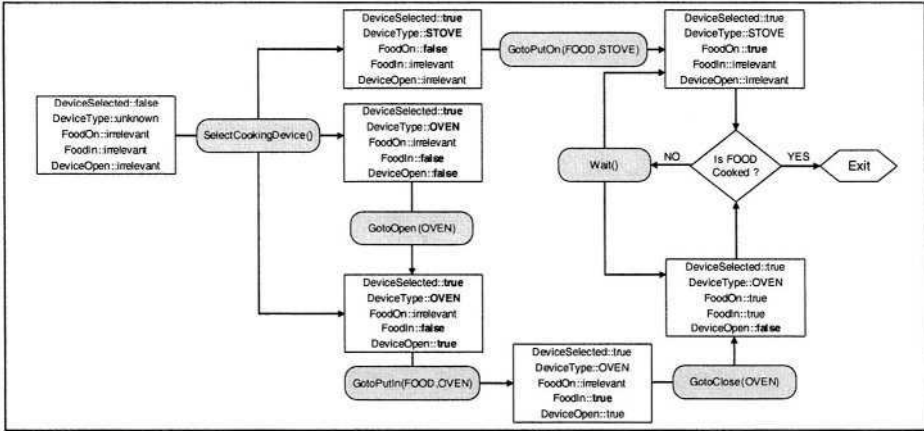 DeviceSelected::false
DeviceType::unknown
FoodOn::irrelevant
FoodIn::irrelevant
DeviceOpen::irrelevant
SelectCookingDevice()
DeviceSelected::true
DeviceType::STOVE
FoodOn::false
FoodIn::irrelevant
DeviceOpen::irrelevant
GotoPutOn(FOOD,STOVE)
DeviceSelected::true
DeviceType::STOVE
FoodOn::true
FoodIn::irrelevant
DeviceOpen::irrelevant
DeviceSelected::true
DeviceType::OVEN
FoodOn::irrelevant
FoodIn::false
DeviceOpen::false
GotoOpen(OVEN)
DeviceSelected::true
DeviceType::OVEN
FoodOn::irrelevant
FoodIn::false
DeviceOpen::true
GotoPutIn(FOOD,OVEN)
DeviceSelected::true
DeviceType::OVEN
FoodOn::irrelevant
FoodIn::true
DeviceOpen::true
GotoClose(OVEN)
DeviceSelected::true
DeviceType::OVEN
FoodOn::true
FoodIn::true
DeviceOpen::false
Wait()
NO
Is FOOD
Cooked ?
YES
Exit